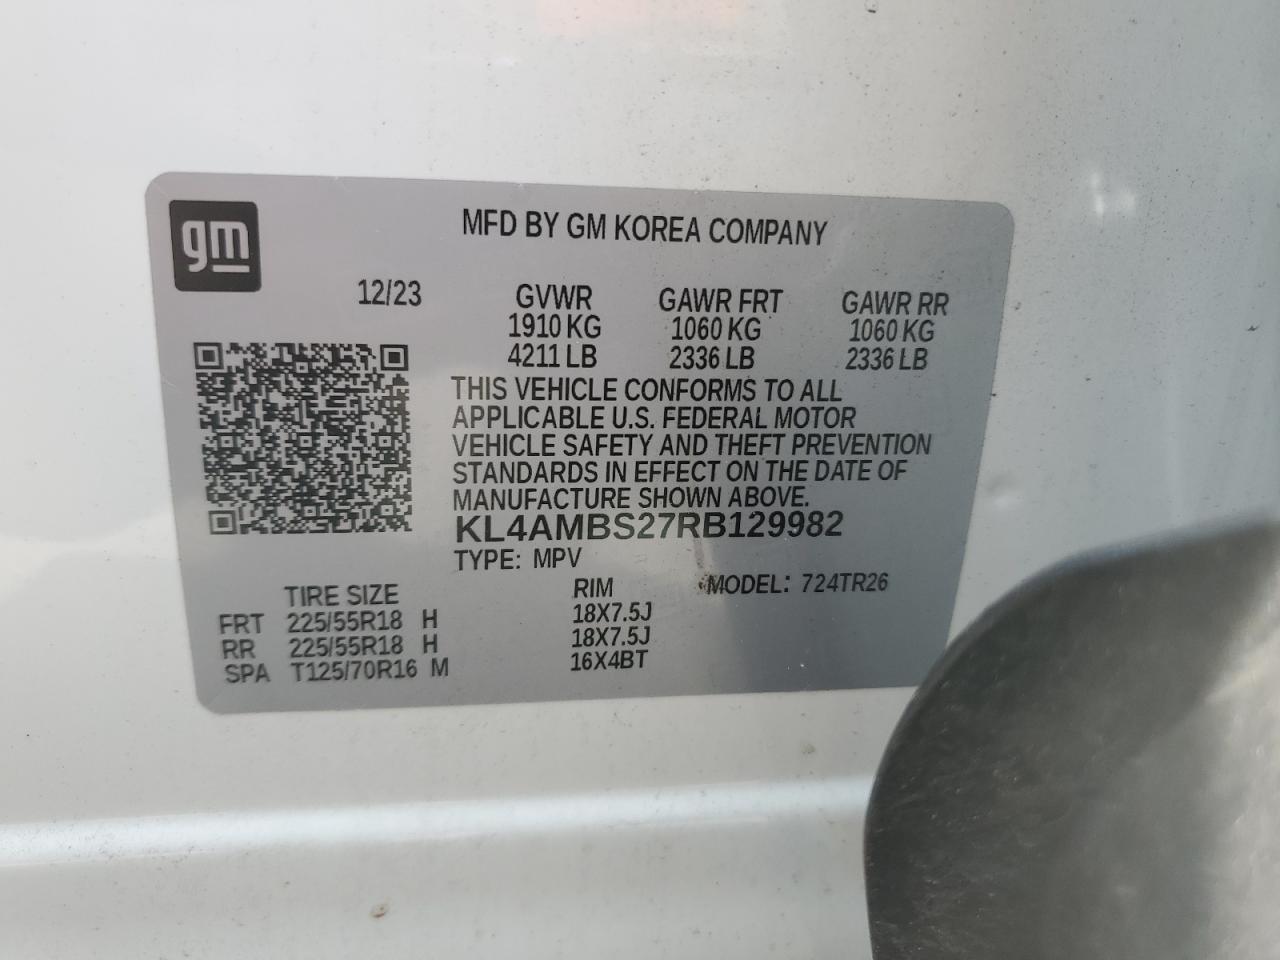 gm
MFD BY GM KOREA COMPANY
12/23 GVWR GAWR FRT GAWR RR
1910 KG 1060 KG 1060 KG
4211 LB 2336 LB 2336 LB
THIS VEHICLE CONFORMS TO ALL
APPLICABLE U.S. FEDERAL MOTOR
VEHICLE SAFETY AND THEFT PREVENTION
STANDARDS IN EFFECT ON THE DATE OF
MANUFACTURE SHOWN ABOVE.
KL4AMBS27RB129982
TYPE: MPV
TIRE SIZE RIM MODEL: 724TR26
FRT 225/55R18 H 18X7.5J
RR 225/55R18 H 18X7.5J
SPA T125/70R16 M 16X4BT